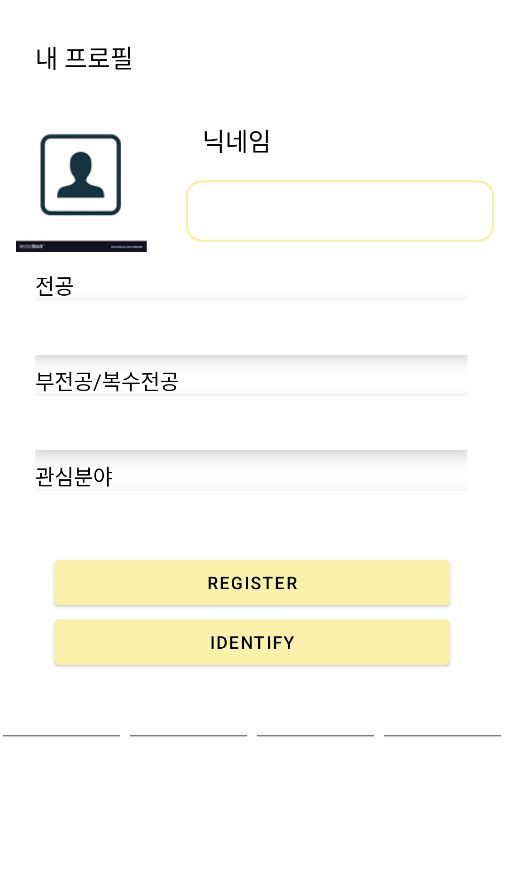 내 프로필
닉네임
VectorStock
전공
부전공/복수전공
관심분야
REGISTER
IDENTIFY